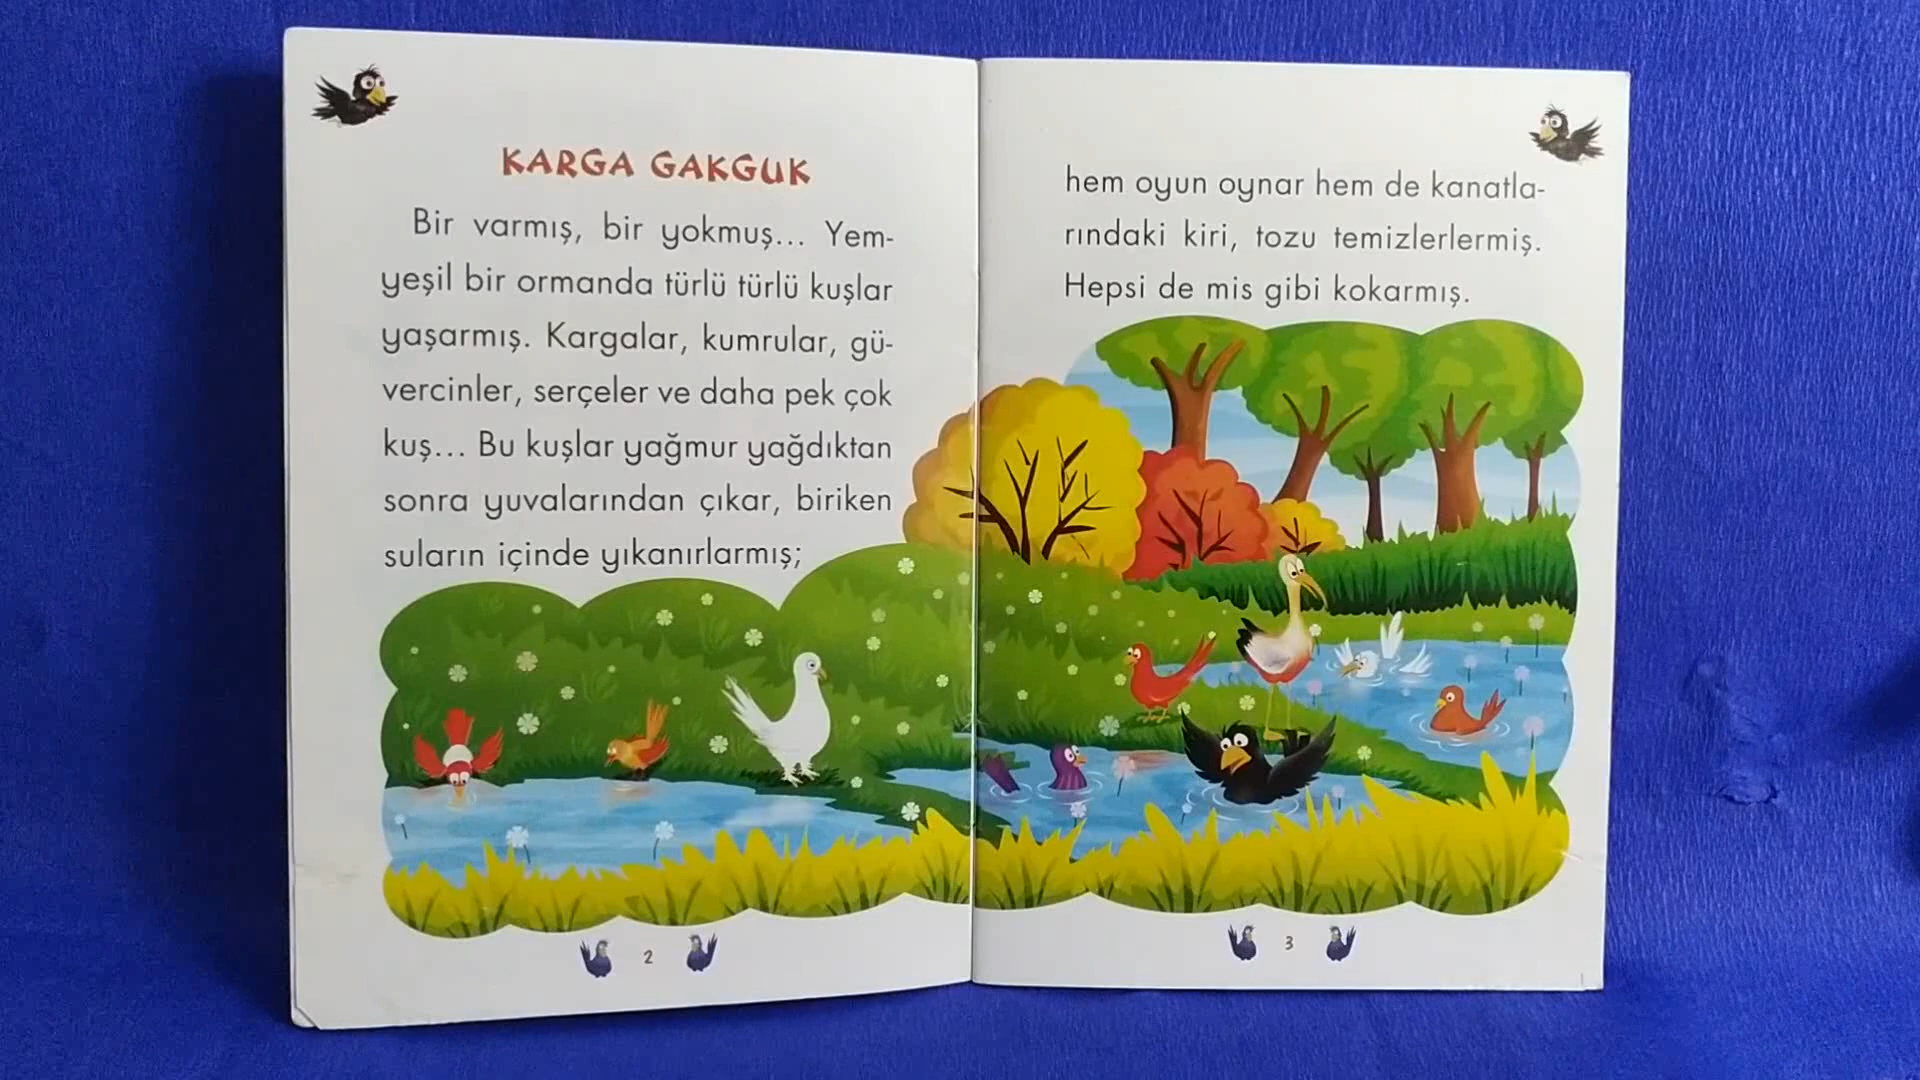 KARGA GAKGUK
Bir varmış, bir yokmuş... Yem-
yeşil bir ormanda türlü türlü kuşlar
yaşarmış. Kargalar, kumrular, gü-
vercinler, serçeler ve daha pek çok
kuş... Bu kuşlar yağmur yağdıktan
sonra yuvalarından çıkar, biriken
suların içinde yıkanırlarmış;
2
hem oyun oynar hem de kanatla-
rındaki kiri, tozu temizlerlermiş.
Hepsi de mis gibi kokarmış.
3